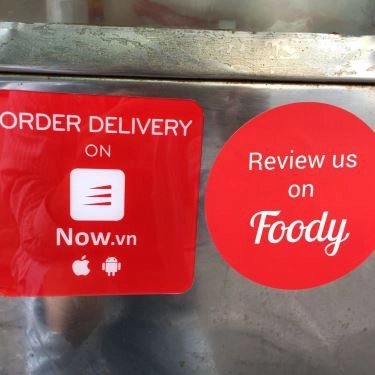 ORDER DELIVERY
ON
Now.vn
Review us
on
Foody